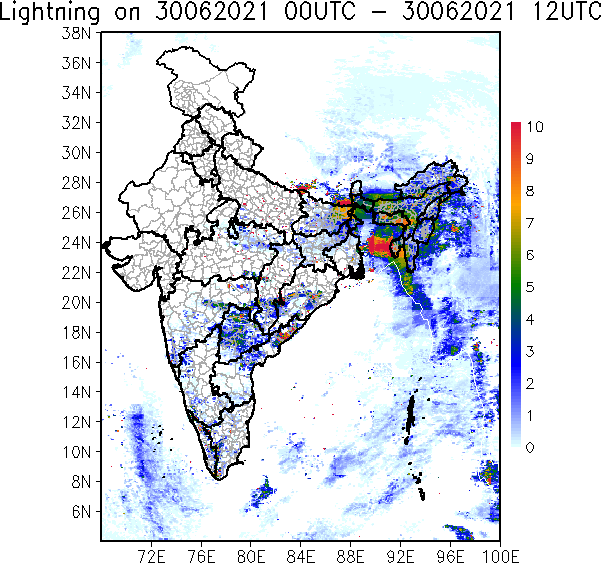 Lightning on 30062021 00UTC – 30062021 12UTC
38N
36N
34N
32N
30N
28N
26N
24N
22N
20N
18N
16N
14N
12N
10N
8N
6N
72E 76E 80E 84E 88E 92E 96E 100E
10
9
8
7
6
5
4
3
2
1
0